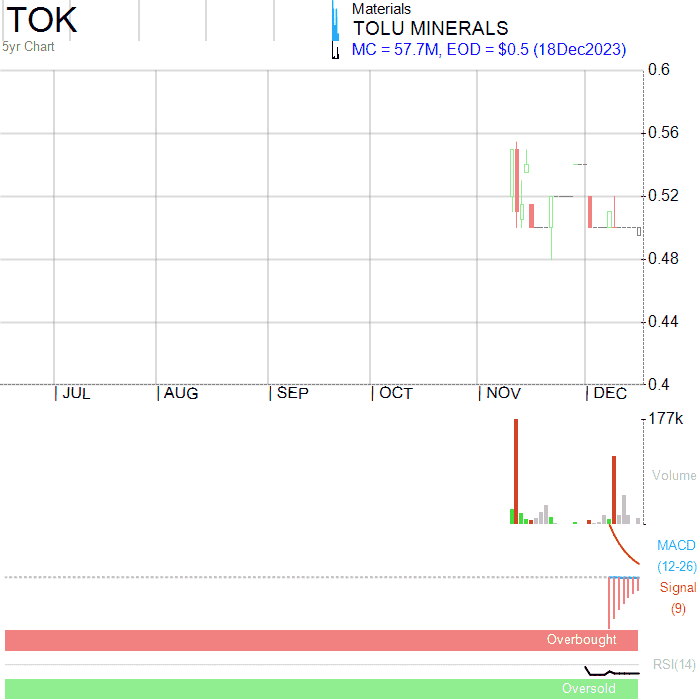 TOK
5yr Chart
Materials
TOLU MINERALS
MC = 57.7M, EOD = $0.5 (18Dec2023)
0.6
0.56
0.52
0.48
0.44
0.4
JUL AUG SEP OCT NOV DEC
177k
Volume
MACD
(12-26)
Signal
(9)
Overbought
RSI(14)
Oversold